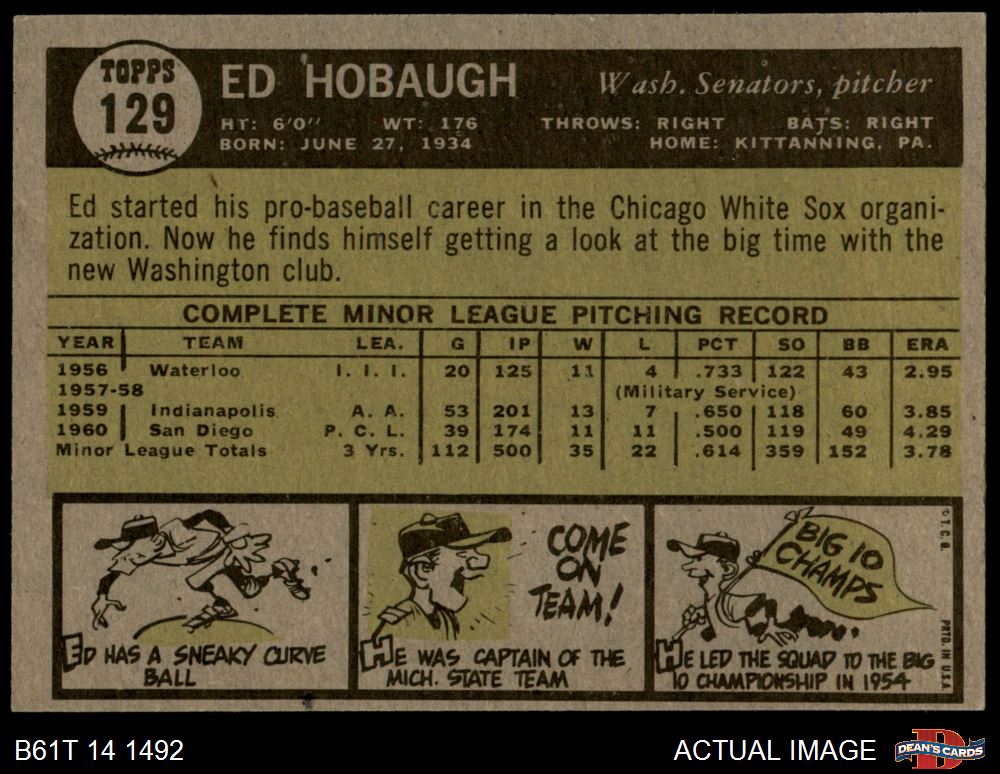 TOPPS
129
ED HOBAUGH
Wash. Senators, pitcher
HT: 6'0" WT: 176 THROWS: RIGHT BATS: RIGHT
BORN: JUNE 27, 1934 HOME: KITTANNING, PA.
Ed started his pro-baseball career in the Chicago White Sox organi-
zation. Now he finds himself getting a look at the big time with the
new Washington club.
COMPLETE MINOR LEAGUE PITCHING RECORD
YEAR TEAM LEA. G IP W L PCT SO BB ERA
1956 Waterloo I. I. I. 20 125 11 4 .733 122 43 2.95
1957-58 (Military Service)
1959 Indianapolis A. A. 53 201 13 7 .650 118 60 3.85
1960 San Diego P. C. L. 39 174 11 11 .500 119 49 4.29
Minor League Totals 3 Yrs. 112 500 35 22 .614 359 152 3.78
ED HAS A SNEAKY CURVE
BALL
COME
ON
TEAM!
HE WAS CAPTAIN OF THE
MICH. STATE TEAM
BIG 10
CHAMPS
HE LED THE SQUAD TO THE BIG
10 CHAMPIONSHIP IN 1954
© T. C. G.
PRTD. IN U.S.A.
B61T 14 1492
ACTUAL IMAGE
D
DEAN'S CARDS